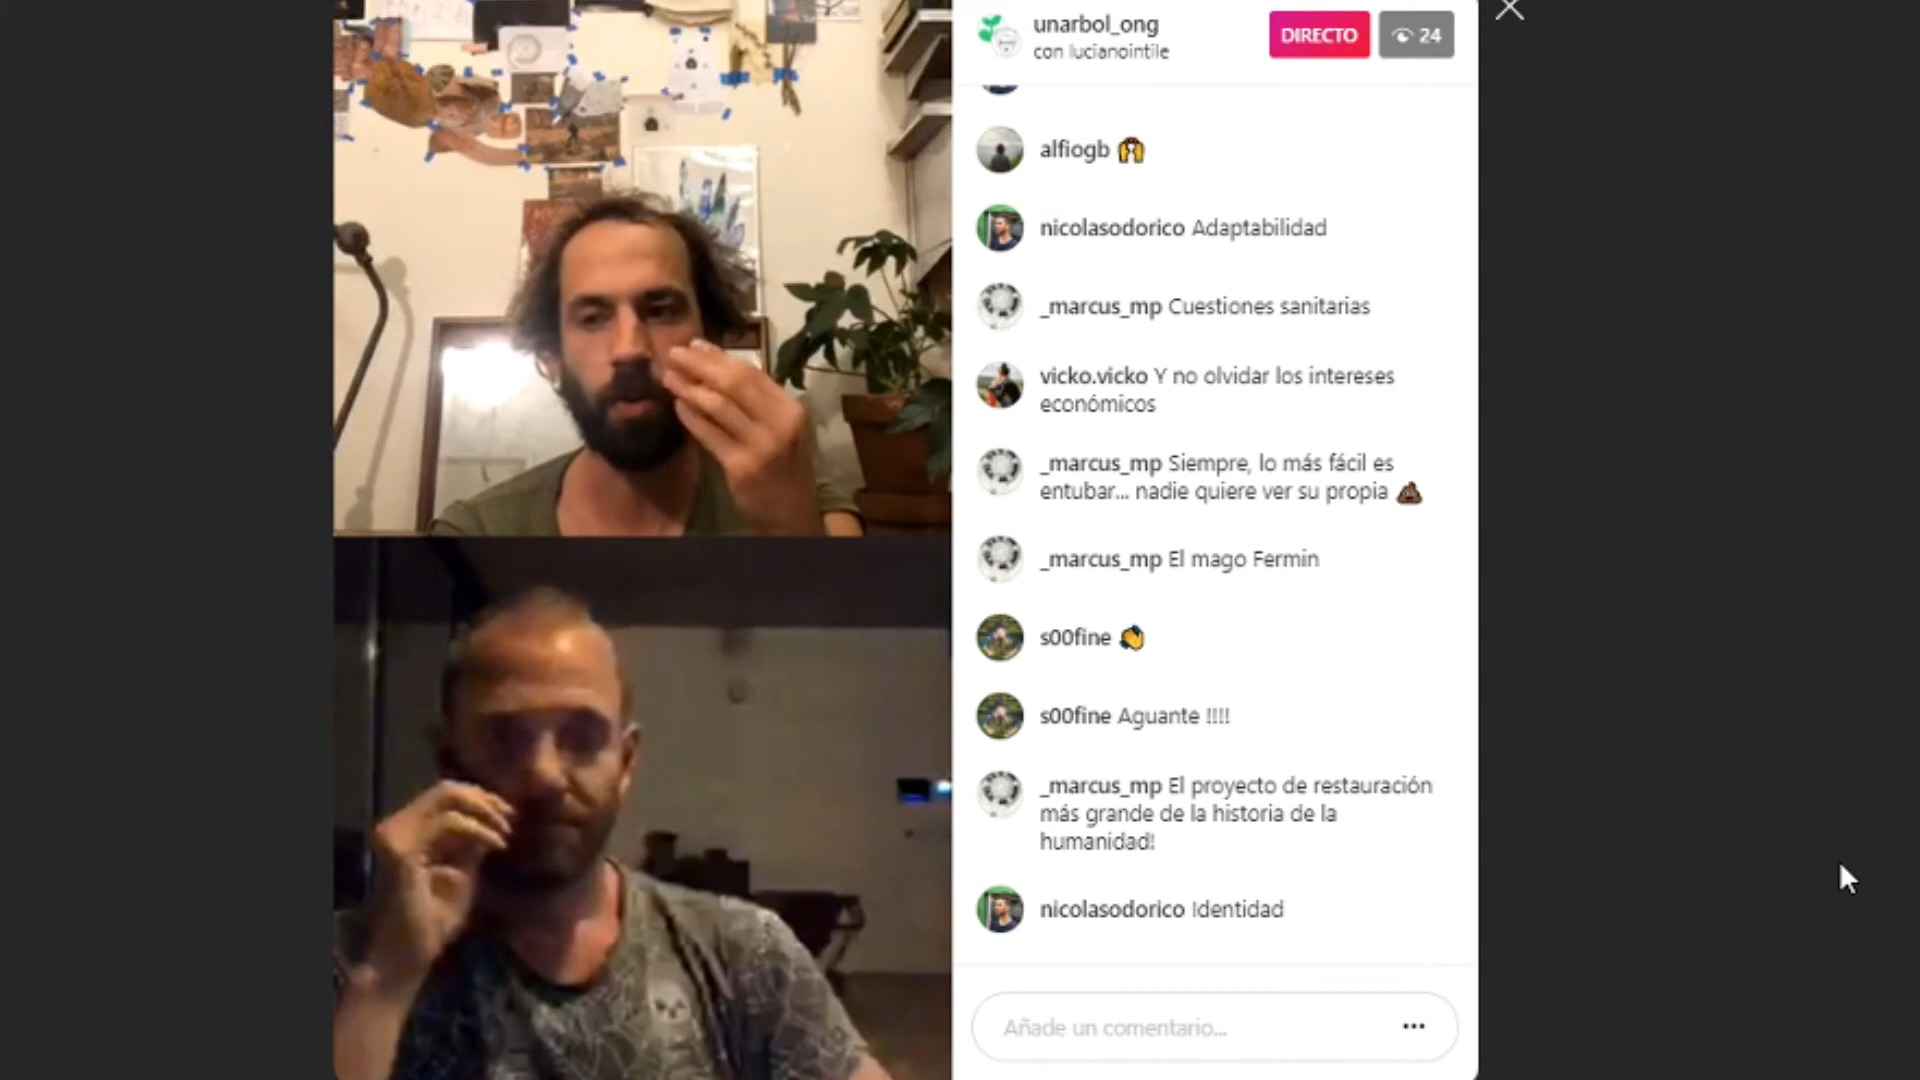 unarbol_ong
con lucianointile
DIRECTO
24
alfiogb
nicolasodorico Adaptabilidad
_marcus_mp Cuestiones sanitarias
vicko.vicko Y no olvidar los intereses
económicos
_marcus_mp Siempre, lo más fácil es
entubar... nadie quiere ver su propia 💩
_marcus_mp El mago Fermin
s00fine 👏
s00fine Aguante !!!!
_marcus_mp El proyecto de restauración
más grande de la historia de la
humanidad!
nicolasodorico Identidad
Añade un comentario...